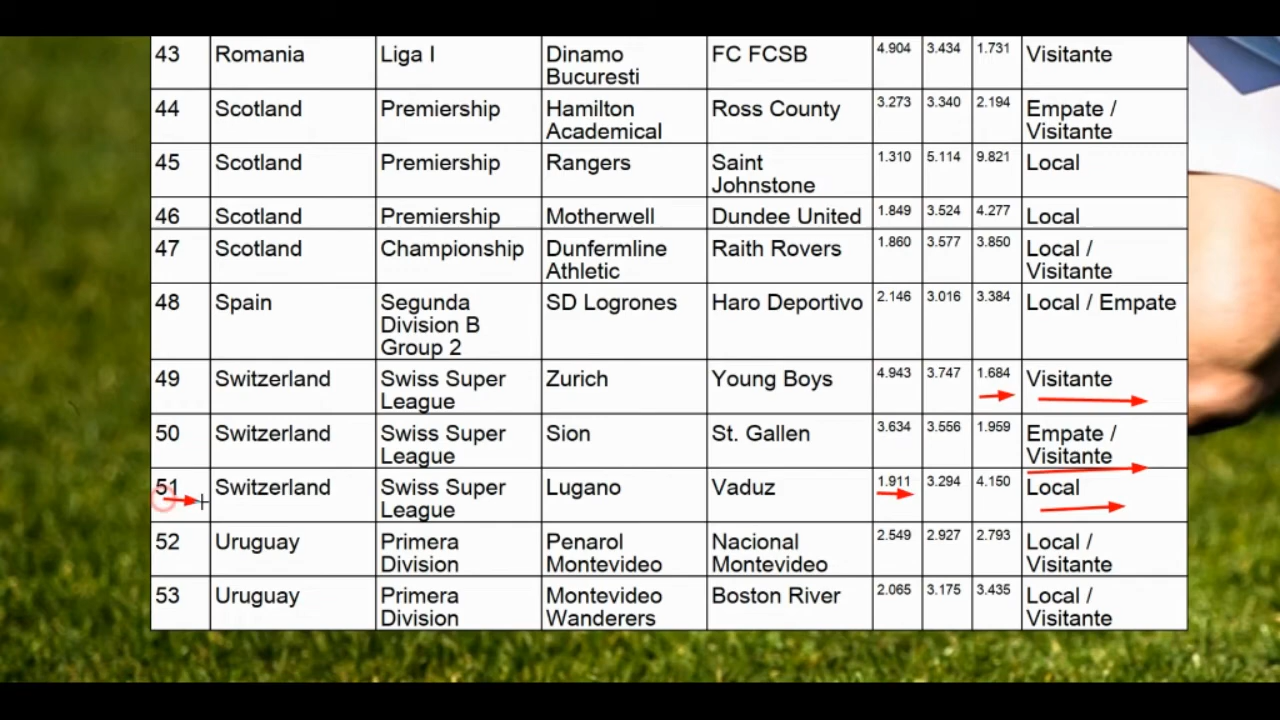 43 Romania Liga I Dinamo FC FCSB 4.904 3.434 1.731 Visitante
Bucuresti
44 Scotland Premiership Hamilton Ross County 3.273 3.340 2.194 Empate /
Academical Visitante
45 Scotland Premiership Rangers Saint 1.310 5.114 9.821 Local
Johnstone
46 Scotland Premiership Motherwell Dundee United 1.849 3.524 4.277 Local
47 Scotland Championship Dunfermline Raith Rovers 1.860 3.577 3.850 Local /
Athletic Visitante
48 Spain Segunda SD Logrones Haro Deportivo 2.146 3.016 3.384 Local / Empate
Division B
Group 2
49 Switzerland Swiss Super Zurich Young Boys 4.943 3.747 1.684 Visitante
League
50 Switzerland Swiss Super Sion St. Gallen 3.634 3.556 1.959 Empate /
League Visitante
51 Switzerland Swiss Super Lugano Vaduz 1.911 3.294 4.150 Local
League
52 Uruguay Primera Penarol Nacional 2.549 2.927 2.793 Local /
Division Montevideo Montevideo Visitante
53 Uruguay Primera Montevideo Boston River 2.065 3.175 3.435 Local /
Division Wanderers Visitante